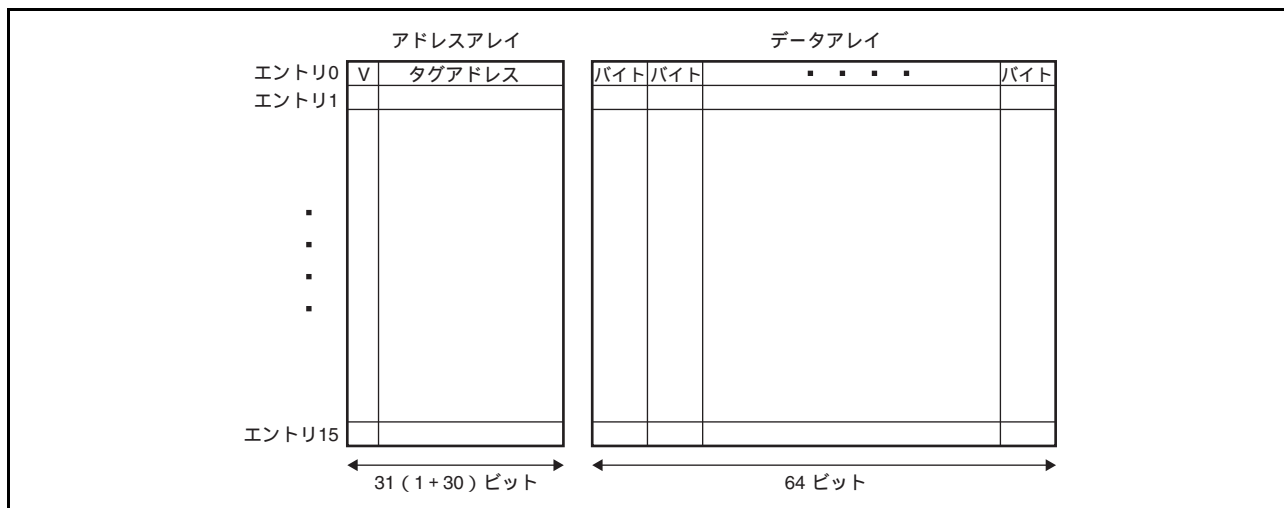 アドレスアレイ データアレイ
エントリ0 V タグアドレス バイト バイト ・ ・ ・ ・ バイト
エントリ1
エントリ15
31（1+30）ビット 64 ビット